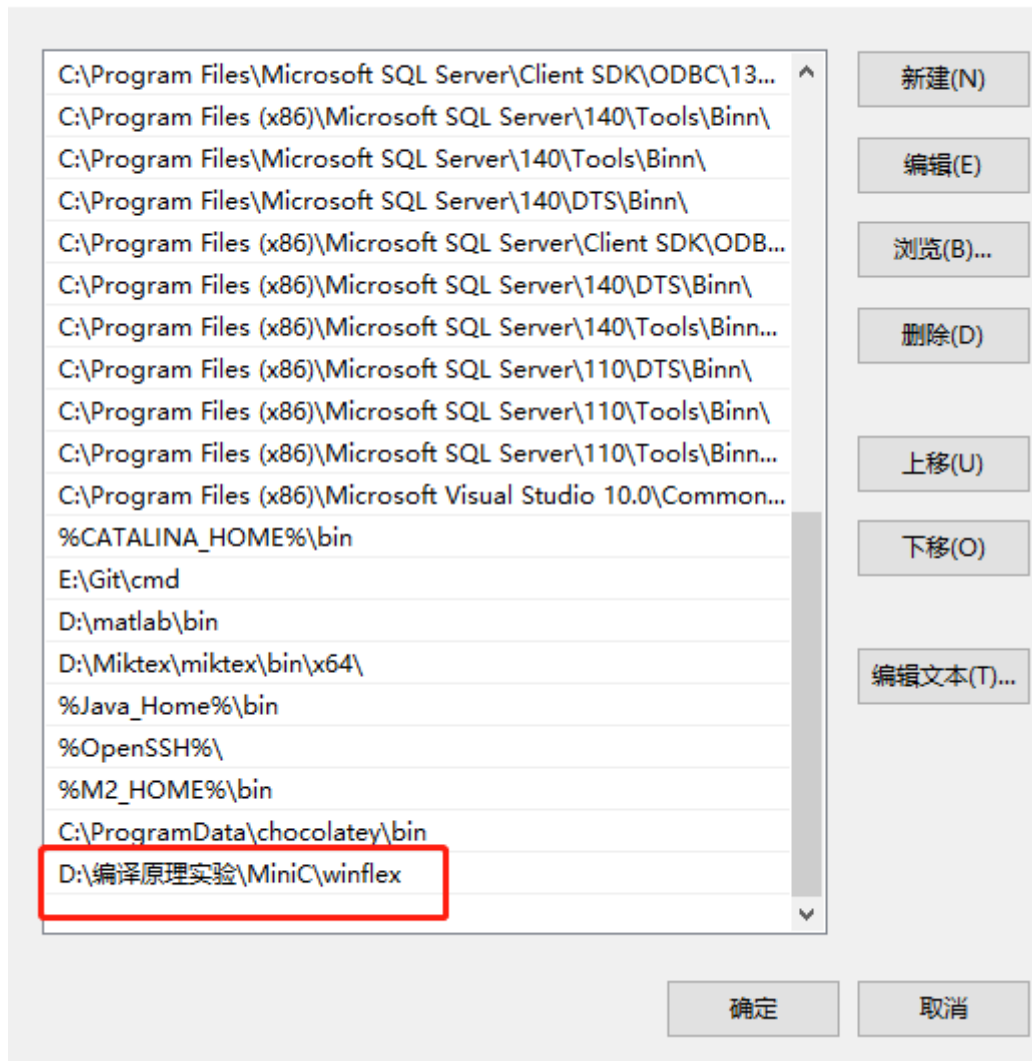 C:\Program Files\Microsoft SQL Server\Client SDK\ODBC\13...
C:\Program Files (x86)\Microsoft SQL Server\140\Tools\Binn\
C:\Program Files\Microsoft SQL Server\140\Tools\Binn\
C:\Program Files\Microsoft SQL Server\140\DTS\Binn\
C:\Program Files (x86)\Microsoft SQL Server\Client SDK\ODB...
C:\Program Files (x86)\Microsoft SQL Server\140\DTS\Binn\
C:\Program Files (x86)\Microsoft SQL Server\140\Tools\Binn...
C:\Program Files (x86)\Microsoft SQL Server\110\DTS\Binn\
C:\Program Files (x86)\Microsoft SQL Server\110\Tools\Binn\
C:\Program Files (x86)\Microsoft SQL Server\110\Tools\Binn...
C:\Program Files (x86)\Microsoft Visual Studio 10.0\Common...
%CATALINA_HOME%\bin
E:\Git\cmd
D:\matlab\bin
D:\Miktex\miktex\bin\x64\
%Java_Home%\bin
%OpenSSH%\
%M2_HOME%\bin
C:\ProgramData\chocolatey\bin
D:\编译原理实验\MiniC\winflex
新建(N)
编辑(E)
浏览(B)...
删除(D)
上移(U)
下移(O)
编辑文本(T)...
确定
取消